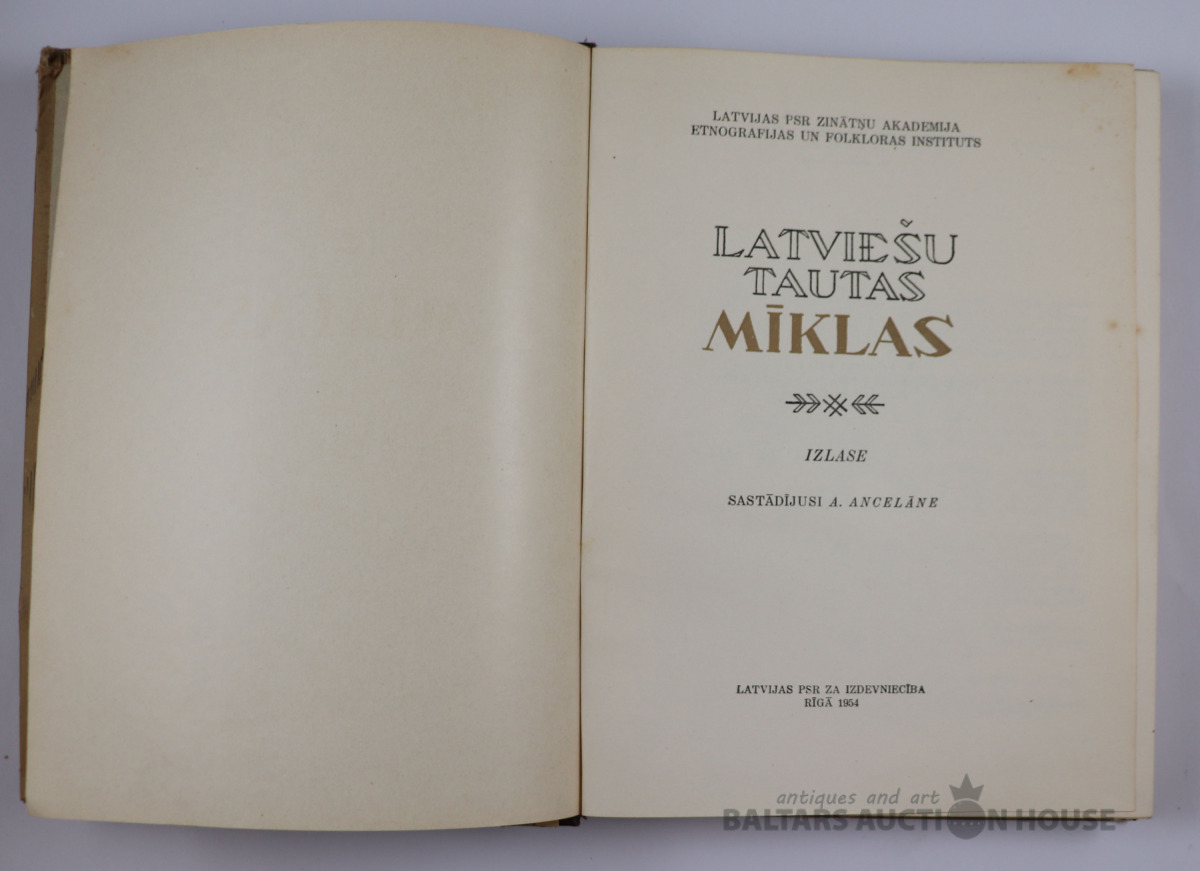 LATVIJAS PSR ZINĀTŅU AKADEMIJA
ETNOGRAFIJAS UN FOLKLORAS INSTITUTS
LATVIEŠU
TAUTAS
MĪKLAS
IZLASE
SASTĀDĪJUSI A. ANCELĀNE
LATVIJAS PSR ZA IZDEVNIECĪBA
RĪGĀ 1954
antiques and art
BALTARS AUCTION HOUSE